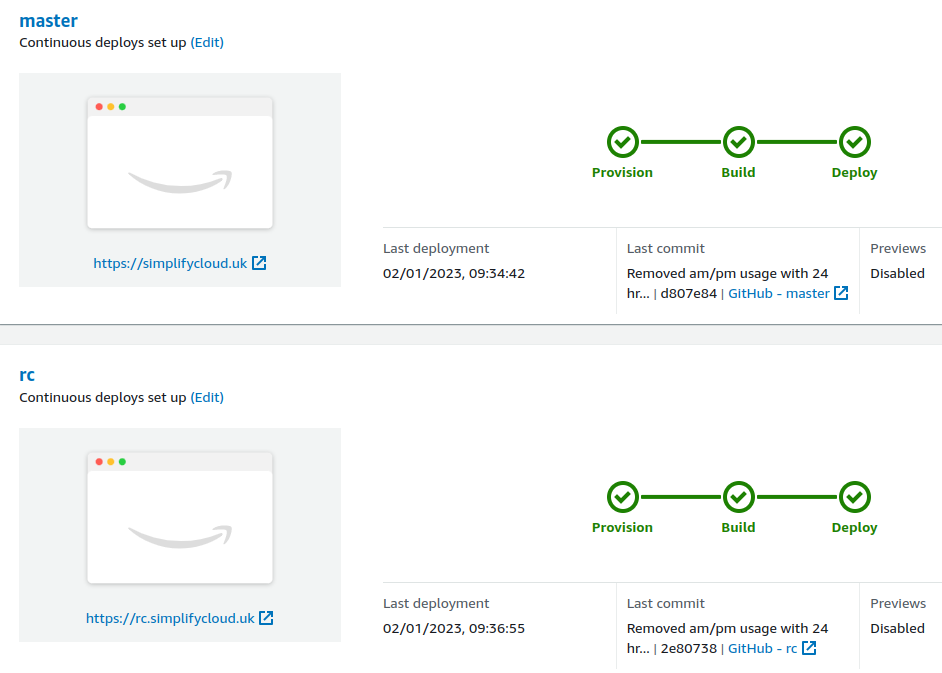 master
Continuous deploys set up (Edit)
Provision Build Deploy
https://simplifycloud.uk
Last deployment
02/01/2023, 09:34:42
Last commit
Removed am/pm usage with 24
hr... | d807e84 | GitHub - master
Previews
Disabled
rc
Continuous deploys set up (Edit)
Provision Build Deploy
https://rc.simplifycloud.uk
Last deployment
02/01/2023, 09:36:55
Last commit
Removed am/pm usage with 24
hr... | 2e80738 | GitHub - rc
Previews
Disabled